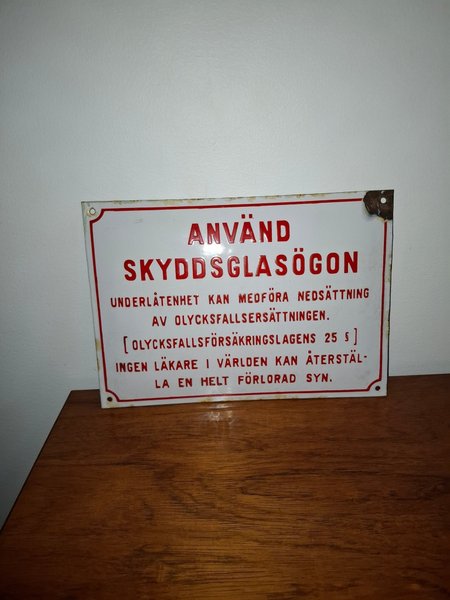 ANVÄND
SKYDDSGLASÖGON
UNDERLÅTENHET KAN MEDFÖRA NEDSÄTTNING
AV OLYCKSFALLSERSÄTTNINGEN.
[OLYCKSFALLSFÖRSÄKRINGSLAGENS 25 §]
INGEN LÄKARE I VÄRLDEN KAN ÅTERSTÄL-
LA EN HELT FÖRLORAD SYN.